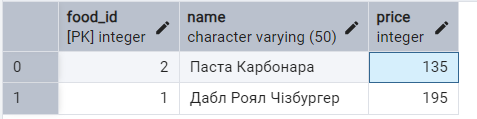 food_id name price
[PK] integer character varying (50) integer
0 2 Паста Карбонара 135
1 1 Дабл Роял Чізбургер 195